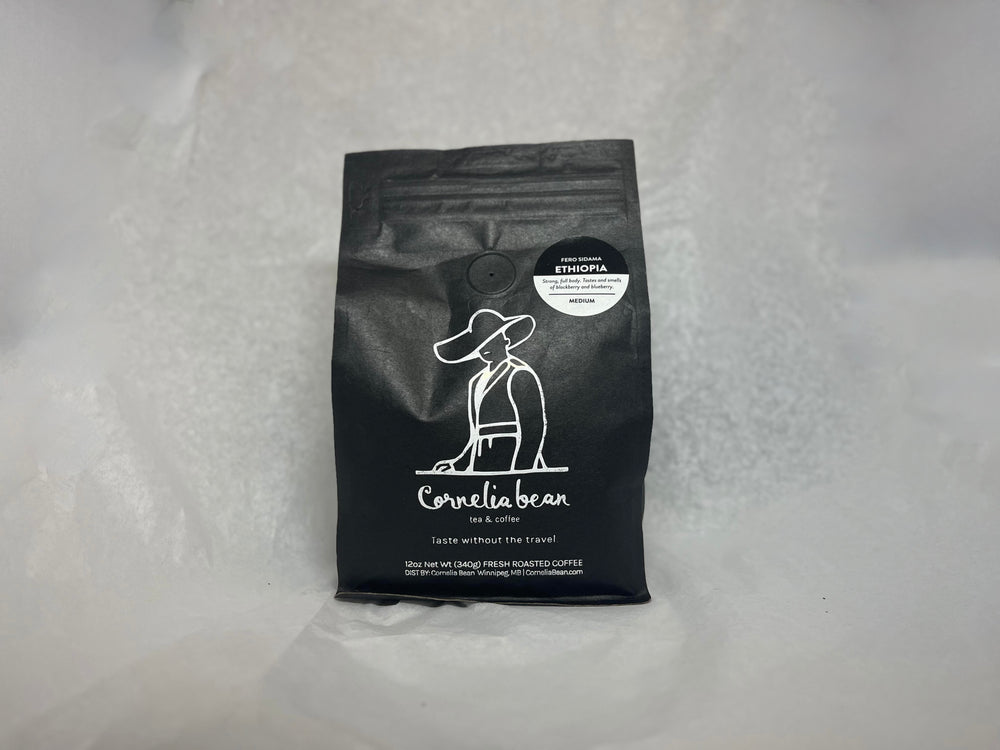 FERO SIDAMA
ETHIOPIA
Strong, full body. Tastes and smells
of blackberry and blueberry.
MEDIUM
Cornelia bean
tea & coffee
Taste without the travel.
12oz Net Wt (340g) FRESH ROASTED COFFEE
DIST BY: Cornelia Bean Winnipeg, MB | CorneliaBean.com